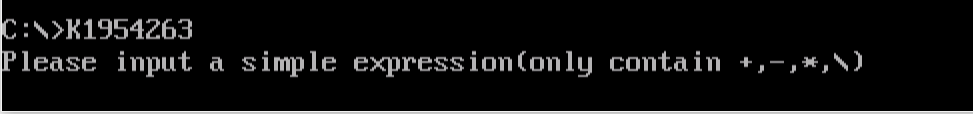 C:\>K1954263
Please input a simple expression(only contain +,-,*,\)